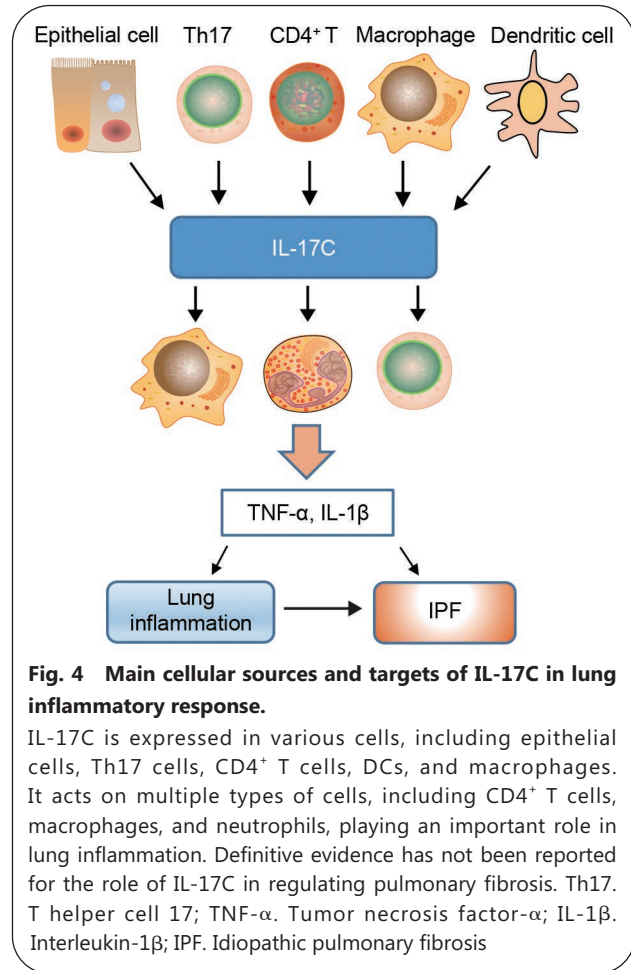 Epithelial cell Th17 CD4⁺ T Macrophage Dendritic cell
IL-17C
TNF-α, IL-1β
Lung
inflammation
IPF
Fig. 4 Main cellular sources and targets of IL-17C in lung
inflammatory response.
IL-17C is expressed in various cells, including epithelial
cells, Th17 cells, CD4⁺ T cells, DCs, and macrophages.
It acts on multiple types of cells, including CD4⁺ T cells,
macrophages, and neutrophils, playing an important role in
lung inflammation. Definitive evidence has not been reported
for the role of IL-17C in regulating pulmonary fibrosis. Th17.
T helper cell 17; TNF-α. Tumor necrosis factor-α; IL-1β.
Interleukin-1β; IPF. Idiopathic pulmonary fibrosis